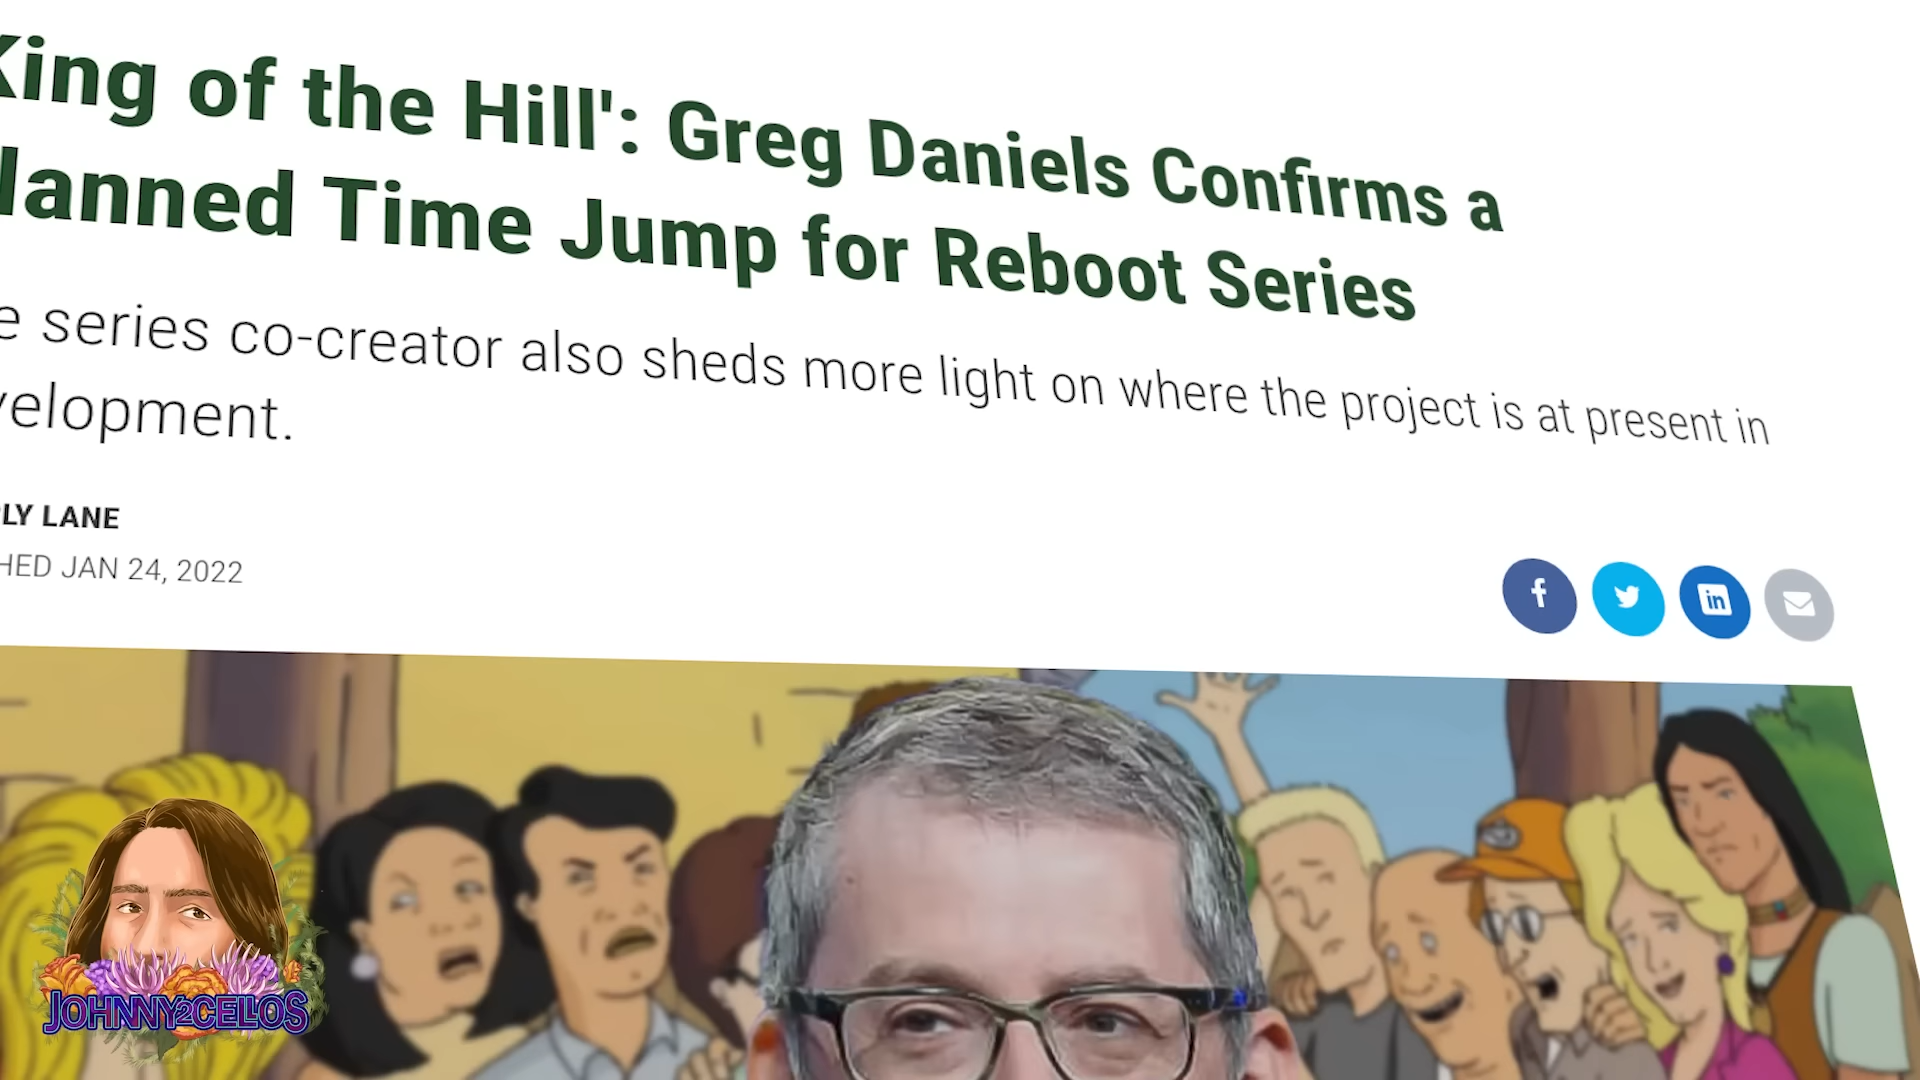 King of the Hill': Greg Daniels Confirms a
lanned Time Jump for Reboot Series
e series co-creator also sheds more light on where the project is at present in
velopment.
LY LANE
HED JAN 24, 2022
f
in
JOHNNY2CELLOS